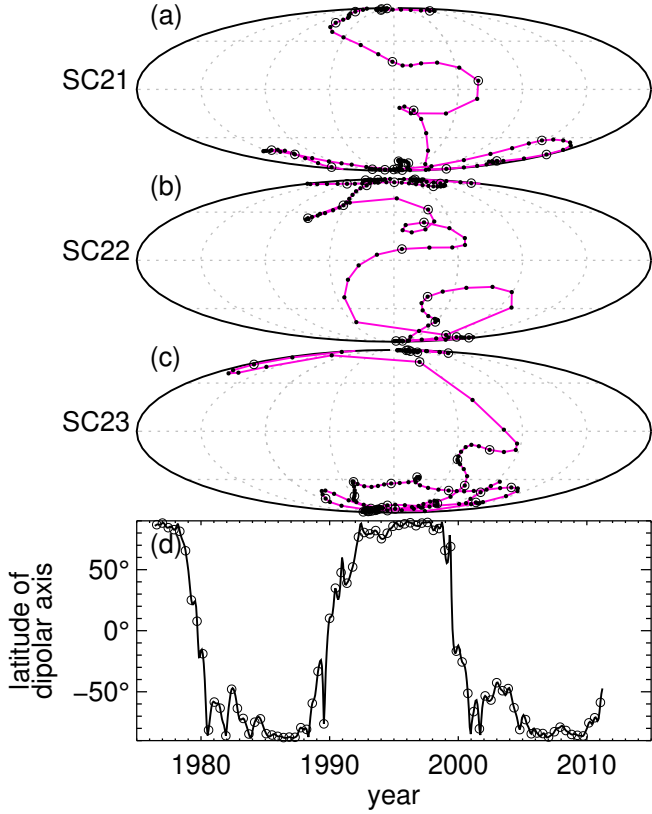 (a)
SC21
(b)
SC22
(c)
SC23
(d)
latitude of
dipolar axis
50°
0°
−50°
1980 1990 2000 2010
year